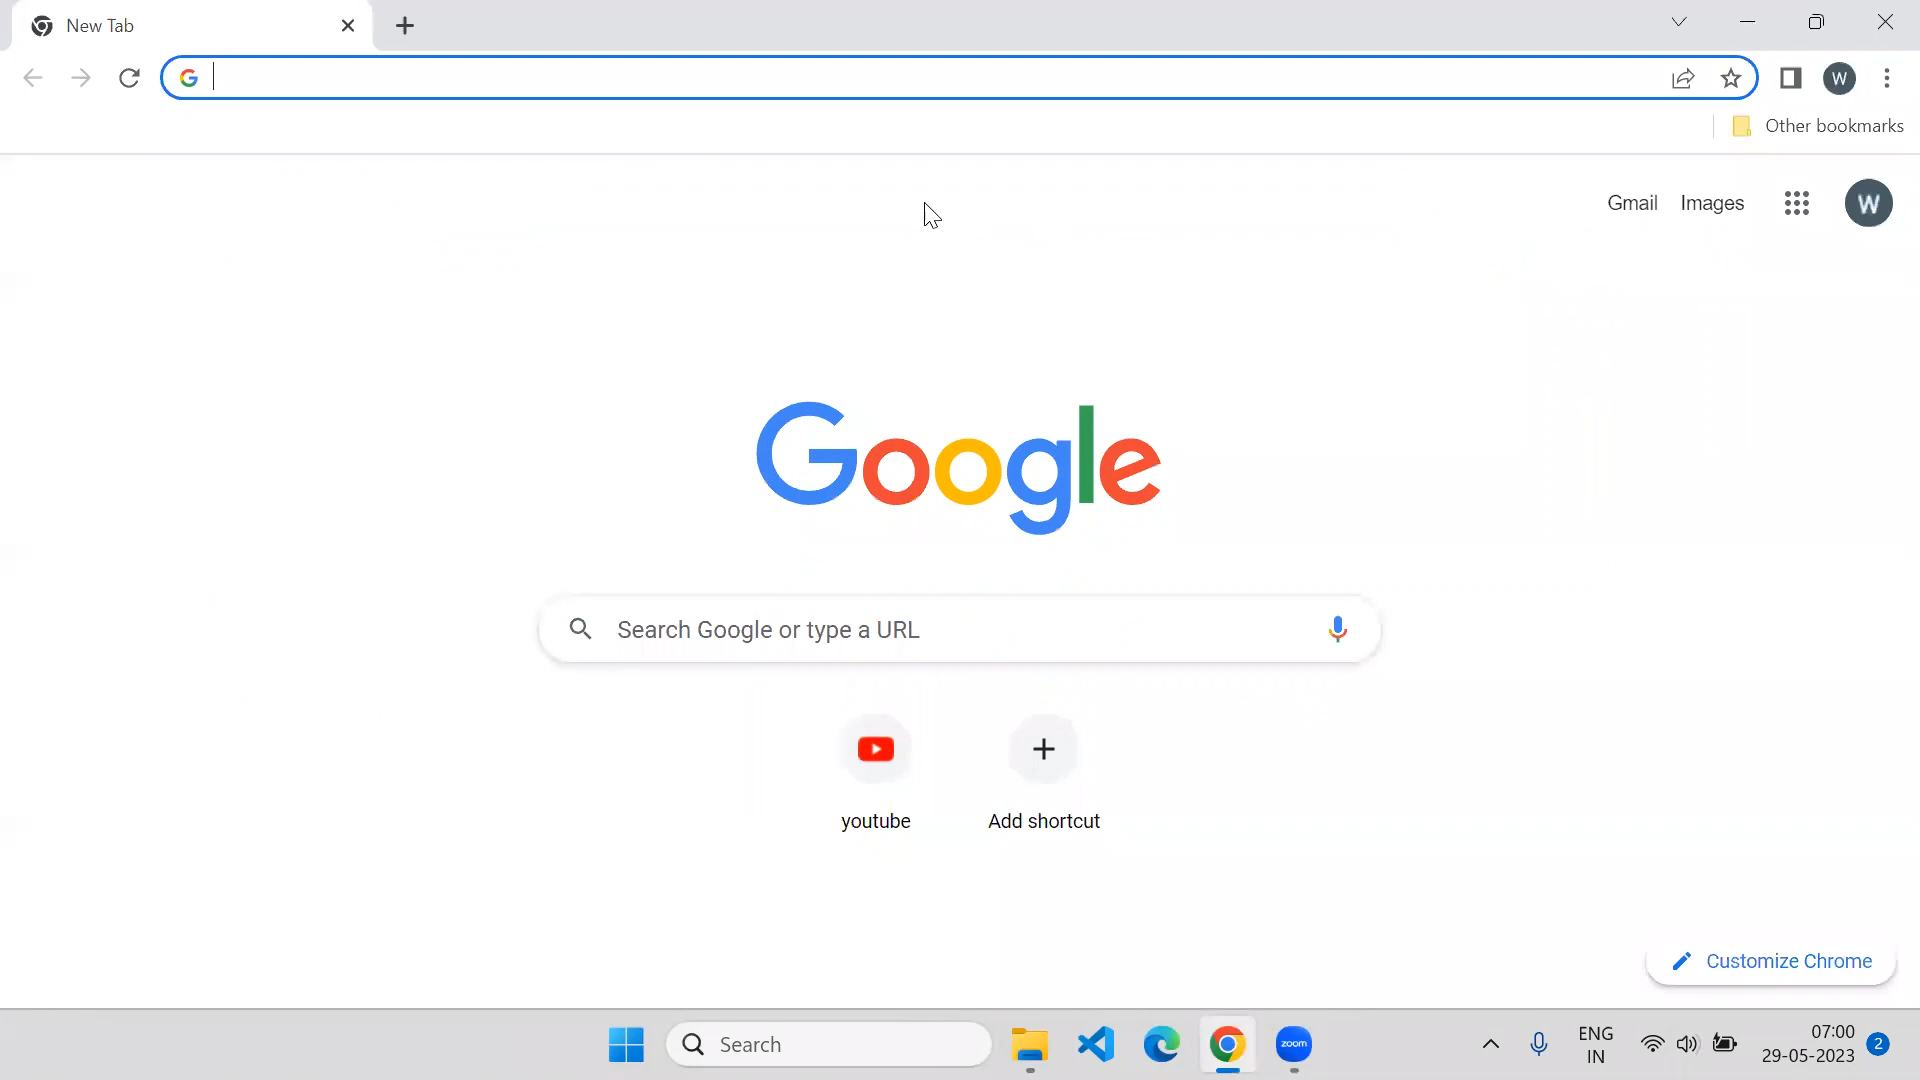 New Tab
Other bookmarks
W
Gmail Images
W
Google
Search Google or type a URL
youtube
Add shortcut
Customize Chrome
Search
zoom
ENG
IN
07:00
29-05-2023
2